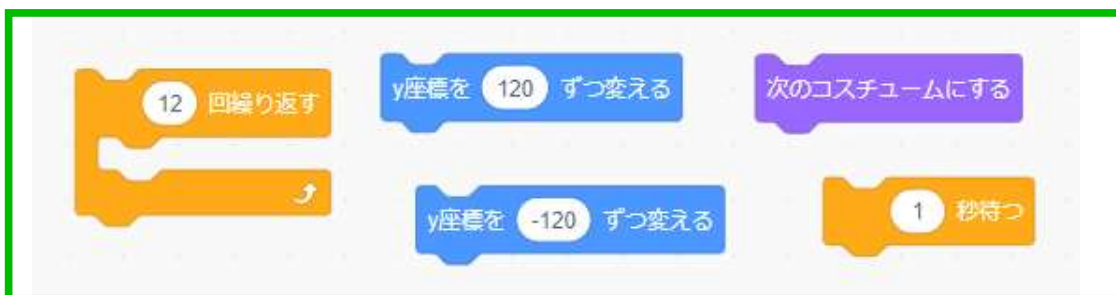 12 回繰り返す
y座標を 120 ずつ変える
次のコスチュームにする
y座標を -120 ずつ変える
1 秒待つ